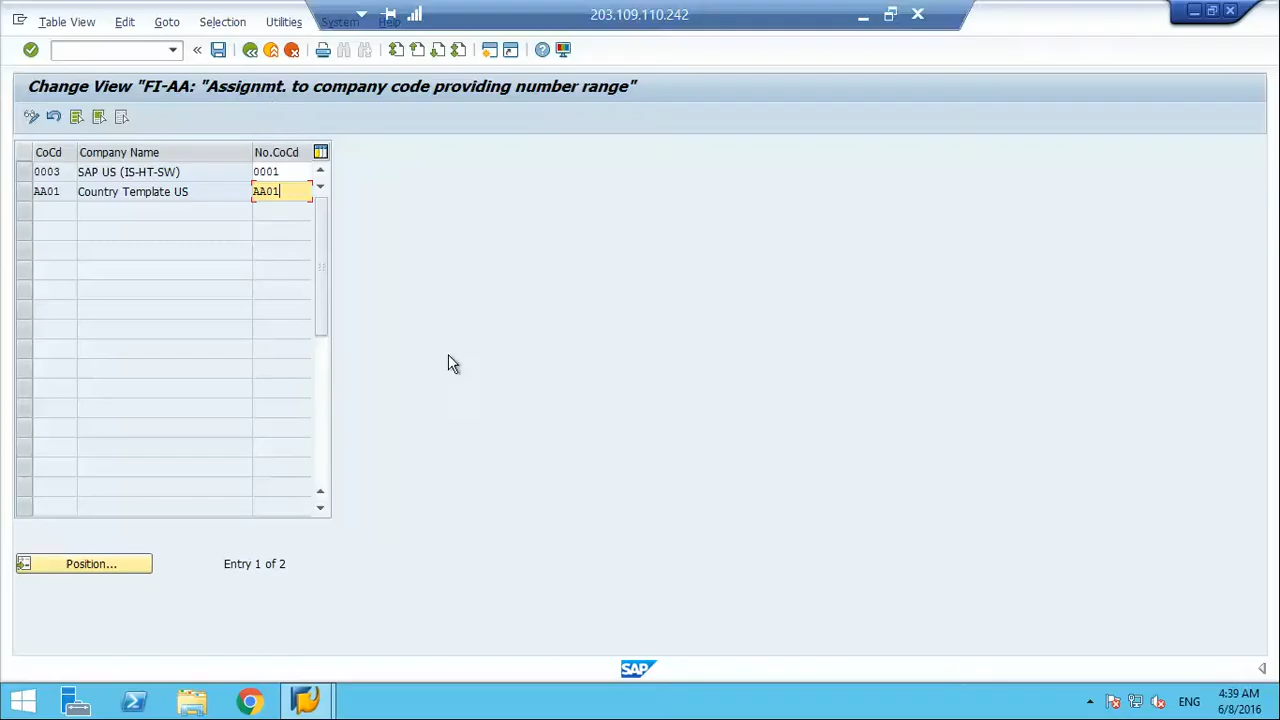 Table View Edit Goto Selection Utilities System Help
203.109.110.242
Change View "FI-AA: "Assignmt. to company code providing number range"
CoCd Company Name No.CoCd
0003 SAP US (IS-HT-SW) 0001
AA01 Country Template US AA01
Position... Entry 1 of 2
SAP
ENG
4:39 AM
6/8/2016